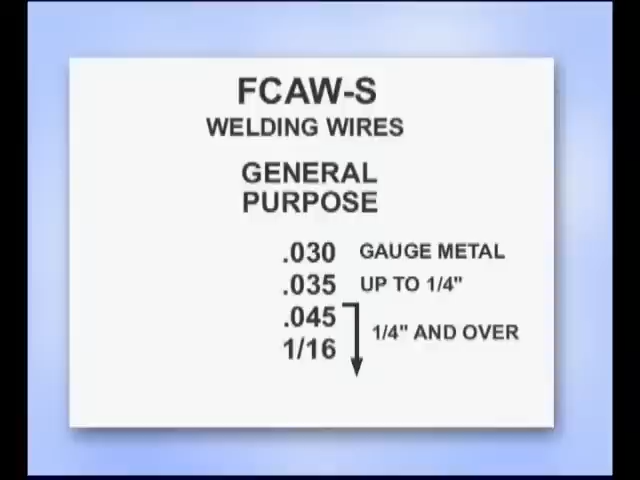 FCAW-S
WELDING WIRES
GENERAL
PURPOSE
.030 GAUGE METAL
.035 UP TO 1/4"
.045
1/4" AND OVER
1/16